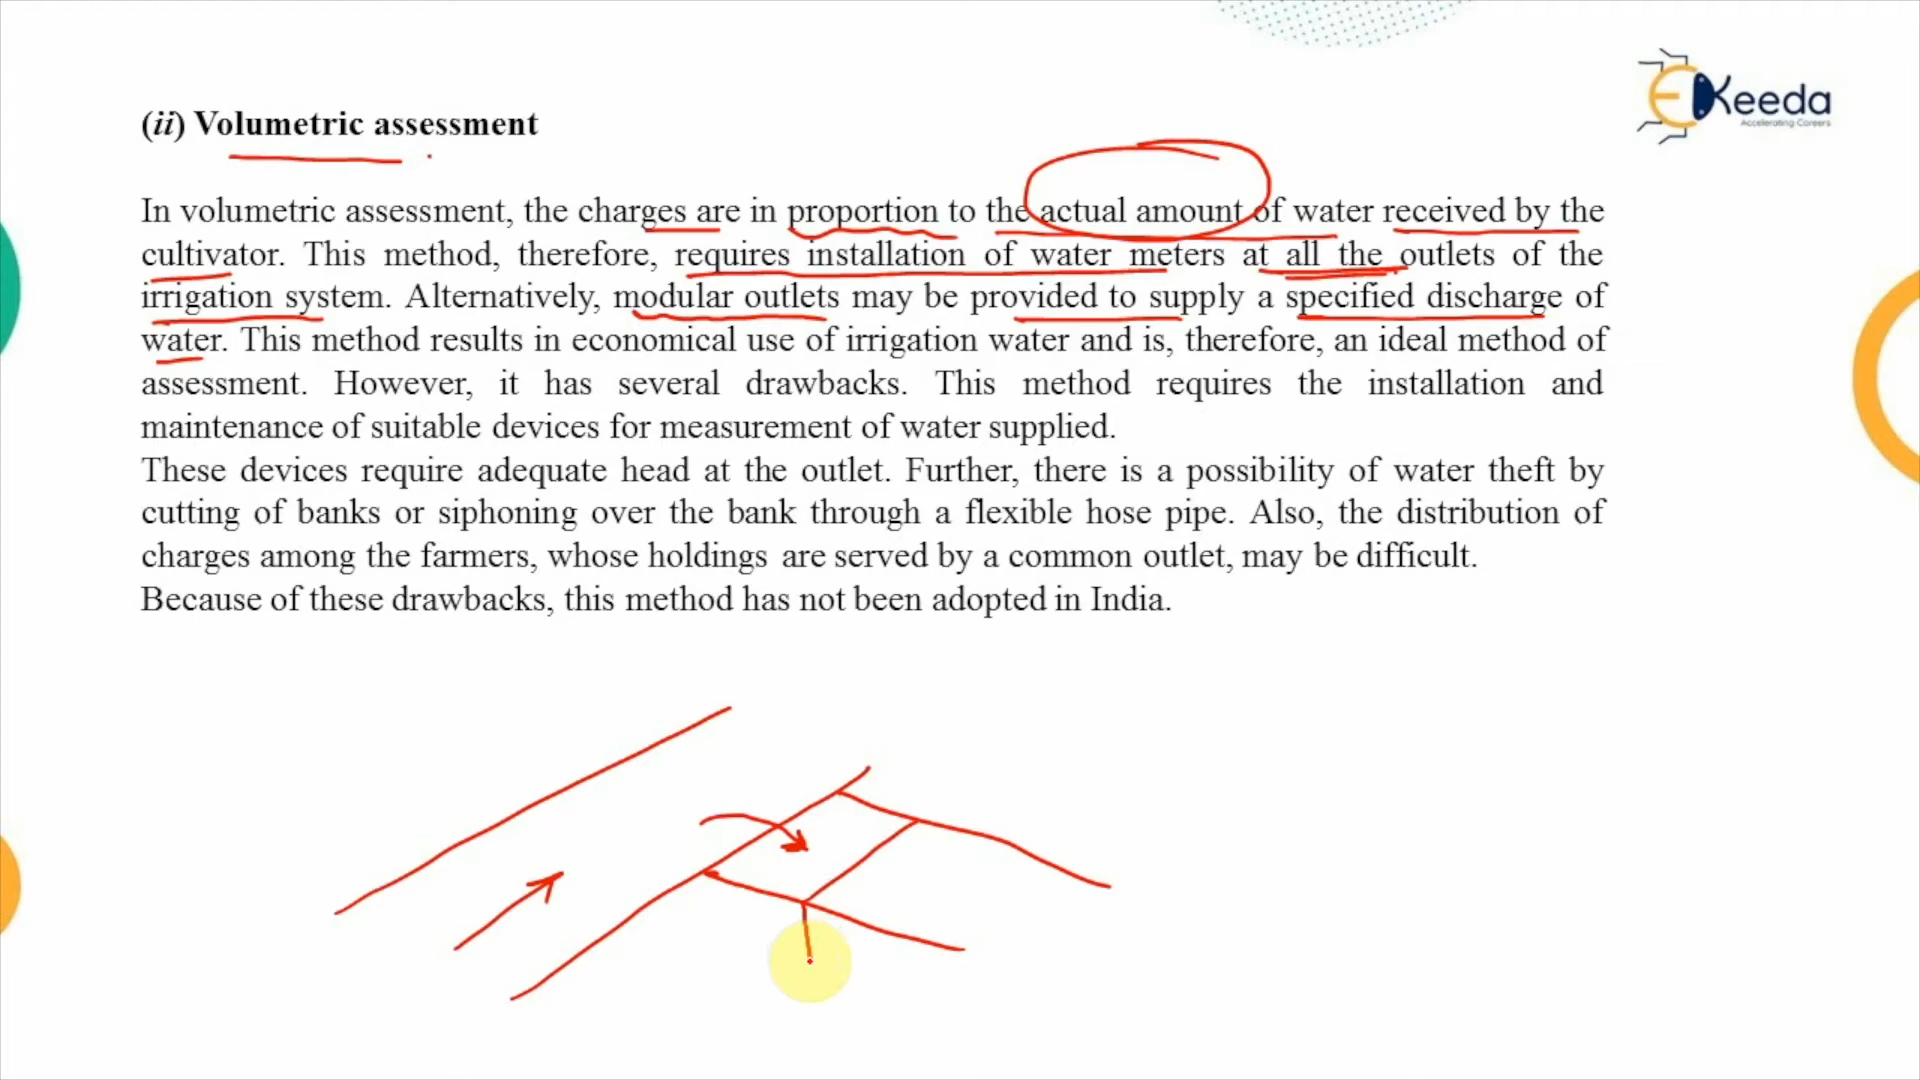 (ii) Volumetric assessment
EKeeda
Accelerating Careers
In volumetric assessment, the charges are in proportion to the actual amount of water received by the
cultivator. This method, therefore, requires installation of water meters at all the outlets of the
irrigation system. Alternatively, modular outlets may be provided to supply a specified discharge of
water. This method results in economical use of irrigation water and is, therefore, an ideal method of
assessment. However, it has several drawbacks. This method requires the installation and
maintenance of suitable devices for measurement of water supplied.
These devices require adequate head at the outlet. Further, there is a possibility of water theft by
cutting of banks or siphoning over the bank through a flexible hose pipe. Also, the distribution of
charges among the farmers, whose holdings are served by a common outlet, may be difficult.
Because of these drawbacks, this method has not been adopted in India.